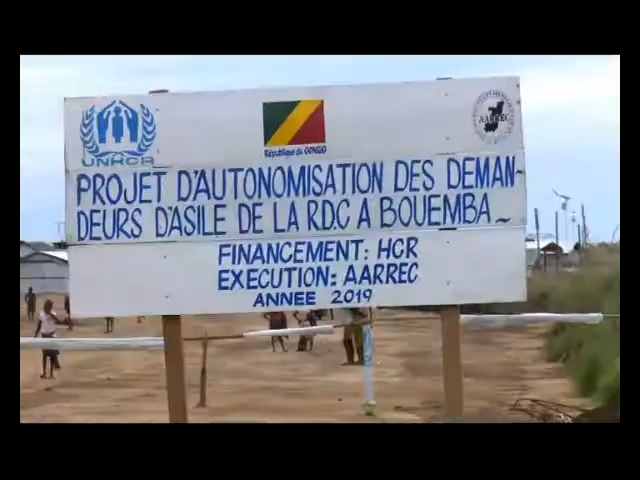 UNHCR
République du CONGO
AARREC
PROJET D'AUTONOMISATION DES DEMAN~
DEURS D'ASILE DE LA R.D.C A BOUEMBA~
FINANCEMENT: HCR
EXECUTION: AARREC
ANNEE 2019